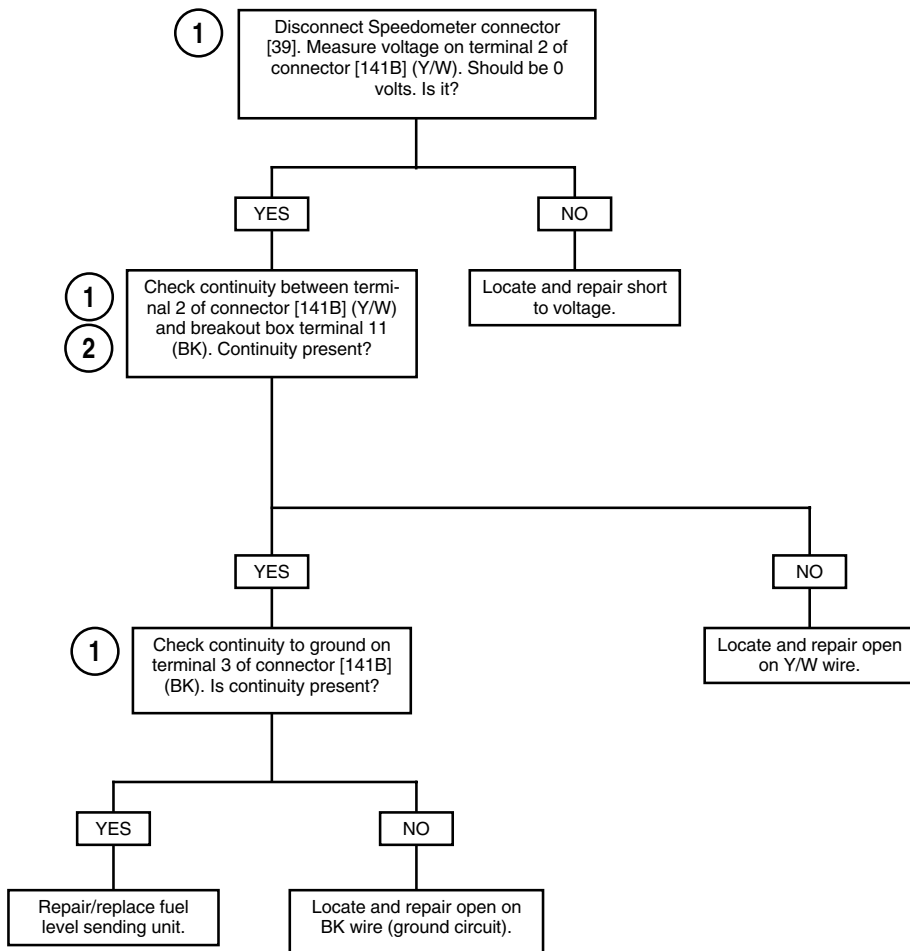 1
Disconnect Speedometer connector
[39]. Measure voltage on terminal 2 of
connector [141B] (Y/W). Should be 0
volts. Is it?
YES
NO
1
2
Check continuity between termi-
nal 2 of connector [141B] (Y/W)
and breakout box terminal 11
(BK). Continuity present?
Locate and repair short
to voltage.
YES
NO
1
Check continuity to ground on
terminal 3 of connector [141B]
(BK). Is continuity present?
Locate and repair open
on Y/W wire.
YES
NO
Repair/replace fuel
level sending unit.
Locate and repair open on
BK wire (ground circuit).